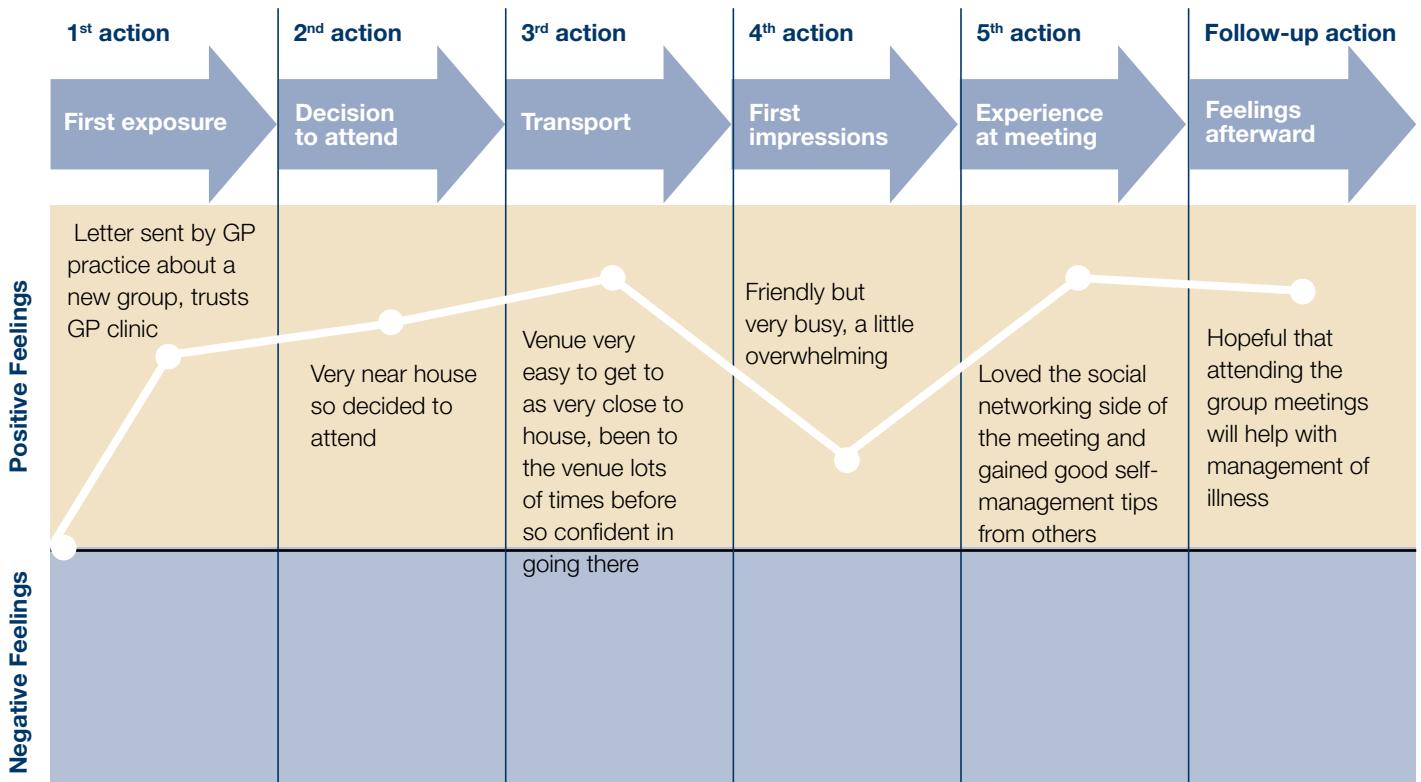 1st action
2nd action
3rd action
4th action
5th action
Follow-up action
First exposure
Decision
to attend
Transport
First
impressions
Experience
at meeting
Feelings
afterward
Positive Feelings
Letter sent by GP
practice about a
new group, trusts
GP clinic
Very near house
so decided to
attend
Venue very
easy to get to
as very close to
house, been to
the venue lots
of times before
so confident in
going there
Friendly but
very busy, a little
overwhelming
Loved the social
networking side of
the meeting and
gained good self-
management tips
from others
Hopeful that
attending the
group meetings
will help with
management of
illness
Negative Feelings